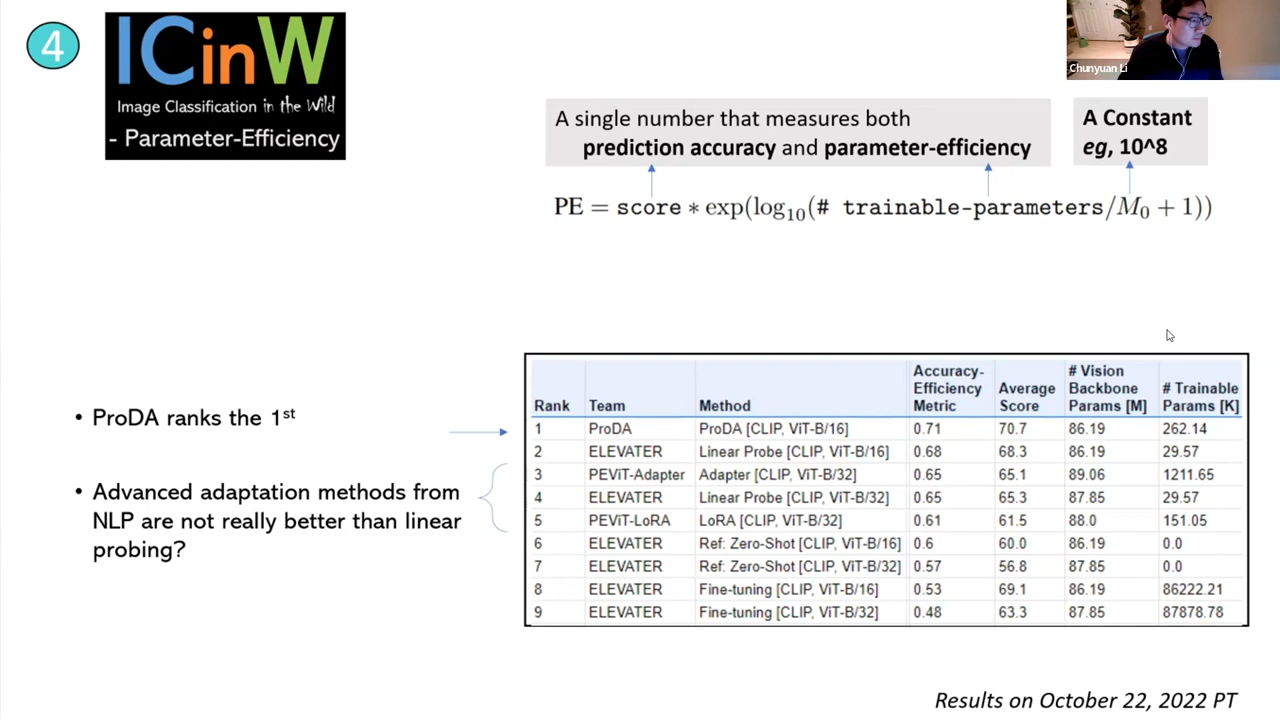 4
ICinW
Image Classification in the Wild
- Parameter-Efficiency
Chunyuan Li
A single number that measures both
prediction accuracy and parameter-efficiency
A Constant
eg, 10^8
PE = score * exp(log₁₀(# trainable-parameters/M₀ + 1))
• ProDA ranks the 1st
• Advanced adaptation methods from
NLP are not really better than linear
probing?
Rank Team Method Accuracy-Efficiency Metric Average Score # Vision Backbone Params [M] # Trainable Params [K]
1 ProDA ProDA [CLIP, ViT-B/16] 0.71 70.7 86.19 262.14
2 ELEVATER Linear Probe [CLIP, ViT-B/16] 0.68 68.3 86.19 29.57
3 PEViT-Adapter Adapter [CLIP, ViT-B/32] 0.65 65.1 89.06 1211.65
4 ELEVATER Linear Probe [CLIP, ViT-B/32] 0.65 65.3 87.85 29.57
5 PEViT-LoRA LoRA [CLIP, ViT-B/32] 0.61 61.5 88.0 151.05
6 ELEVATER Ref: Zero-Shot [CLIP, ViT-B/16] 0.6 60.0 86.19 0.0
7 ELEVATER Ref: Zero-Shot [CLIP, ViT-B/32] 0.57 56.8 87.85 0.0
8 ELEVATER Fine-tuning [CLIP, ViT-B/16] 0.53 69.1 86.19 86222.21
9 ELEVATER Fine-tuning [CLIP, ViT-B/32] 0.48 63.3 87.85 87878.78
Results on October 22, 2022 PT